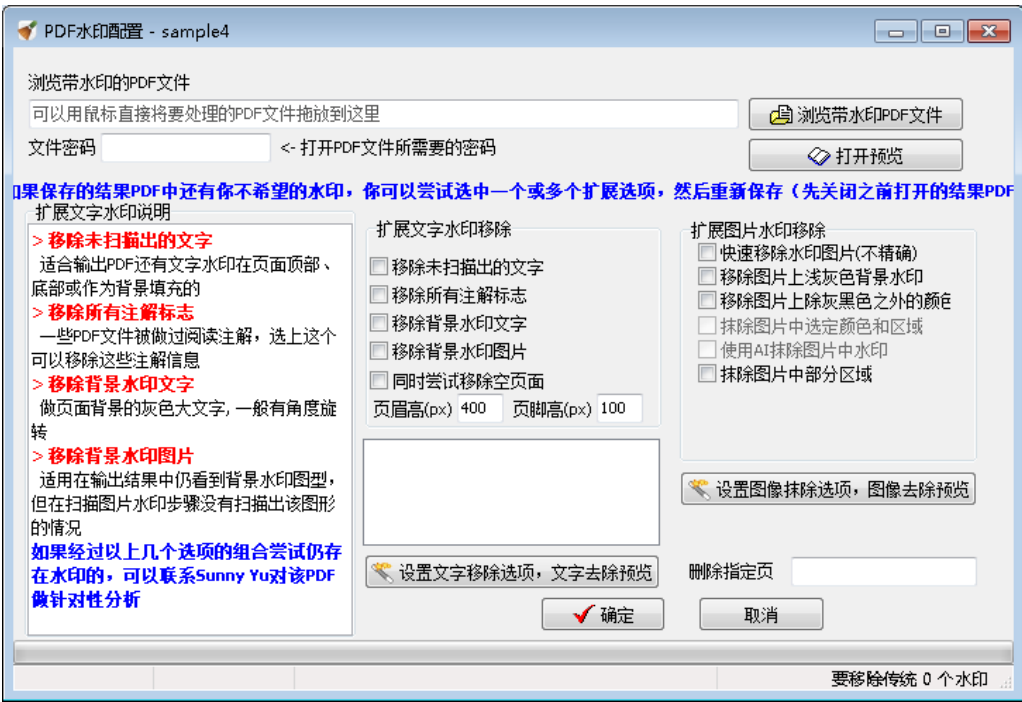 PDF水印配置 - sample4
浏览带水印的PDF文件
可以用鼠标直接将要处理的PDF文件拖放到这里
浏览带水印PDF文件
文件密码
<- 打开PDF文件所需要的密码
打开预览
果保存的结果PDF中还有你不希望的水印，你可以尝试选中一个或多个扩展选项，然后重新保存（先关闭之前打开的结果PDF
扩展文字水印说明
> 移除未扫描出的文字
适合输出PDF还有文字水印在页面顶部、
底部或作为背景填充的
> 移除所有注解标志
一些PDF文件被做过阅读注解，选上这个
可以移除这些注解信息
> 移除背景水印文字
做页面背景的灰色大文字,一般有角度旋
转
> 移除背景水印图片
适用在输出结果中仍看到背景水印图型，
但在扫描图片水印步骤没有扫描出该图形
的情况
如果经过以上几个选项的组合尝试仍存
在水印的，可以联系Sunny Yu对该PDF
做针对性分析
扩展文字水印移除
移除未扫描出的文字
移除所有注解标志
移除背景水印文字
移除背景水印图片
同时尝试移除空页面
页眉高(px) 400 页脚高(px) 100
设置文字移除选项，文字去除预览
扩展图片水印移除
快速移除水印图片(不精确)
移除图片上浅灰色背景水印
移除图片上除灰黑色之外的颜色
抹除图片中选定颜色和区域
使用AI抹除图片中水印
抹除图片中部分区域
设置图像抹除选项，图像去除预览
删除指定页
确定
取消
要移除传统 0 个水印